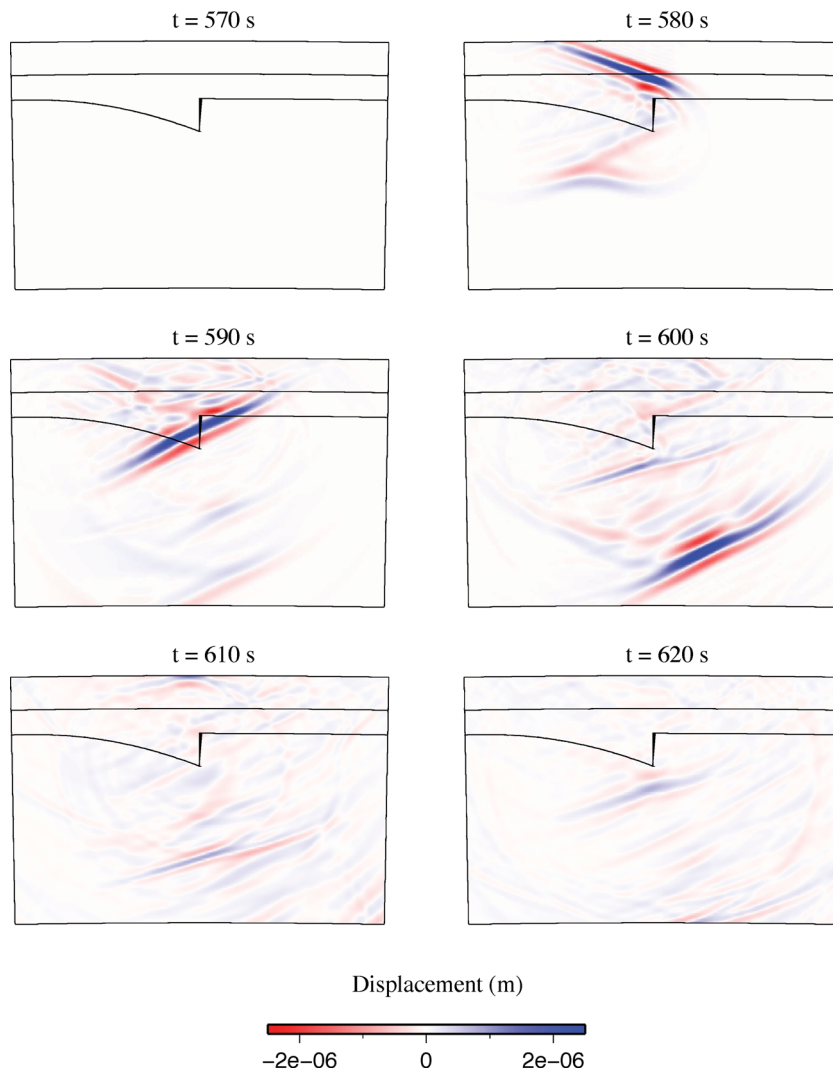 t = 570 s
t = 580 s
t = 590 s
t = 600 s
t = 610 s
t = 620 s
Displacement (m)
−2e−06 0 2e−06